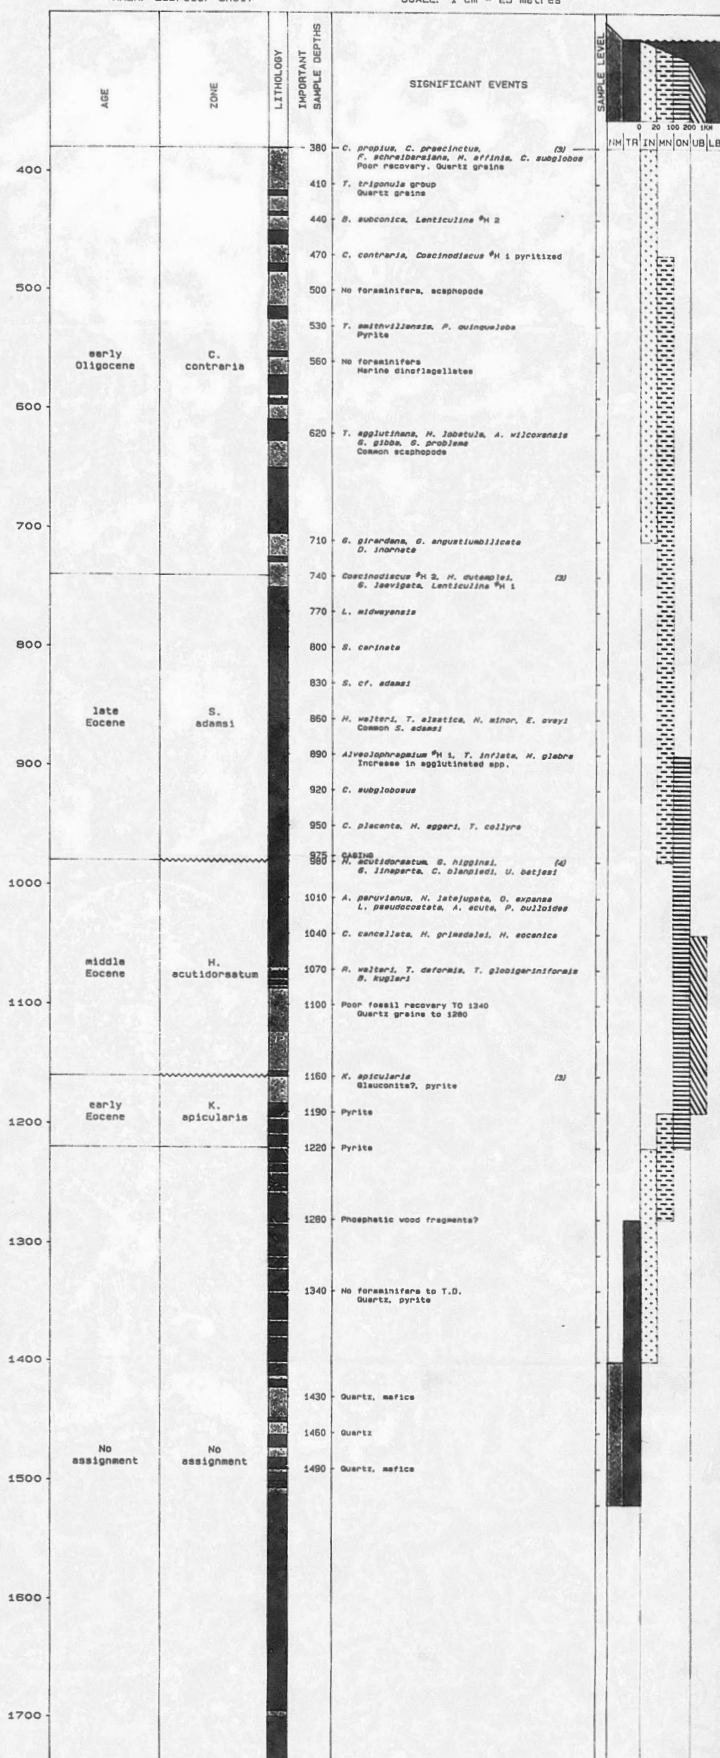 SCALE: 1 cm = 25 metres
AGE
ZONE
LITHOLOGY
IMPORTANT
SAMPLE DEPTHS
SIGNIFICANT EVENTS
SAMPLE LEVEL
0 20 100 200 1KM
NM TR IN MN ON UB LB
380 C. propius, C. praecinctus, (3)
F. schreibersiana, M. affinis, C. subglobos
Poor recovery. Quartz grains
400
410 T. trigonula group
Quartz grains
440 B. subconica, Lenticulina #H 2
470 C. contraria, Coscinodiscus #H 1 pyritized
500
500 No foraminifera, scaphopods
530 T. smithvillensis, P. quinqueloba
Pyrite
early
Oligocene
C.
contraria
560 No foraminifera
Marine dinoflagellates
600
620 T. agglutinans, H. lobatula, A. wilcoxensis
G. gibba, G. problema
Common scaphopods
700
710 G. girardana, G. angustiumbilicata
D. inornata
740 Coscinodiscus #H 2, M. dutemplei, (3)
G. laevigata, Lenticulina #H 1
770 L. midwayensis
800
800 S. carinata
830 S. cf. adamsi
late
Eocene
S.
adamsi
860 H. walteri, T. alsatica, N. minor, E. aveyi
Common S. adamsi
890 Alveolophragmium #H 1, T. inflata, H. glabra
Increase in agglutinated spp.
900
920 C. subglobosus
950 C. placenta, H. eggeri, T. collyra
975 CASING
980 H. acutidorsatum, G. higginsi, (4)
G. linaperta, C. blanpiedi, U. batjesi
1000
1010 A. peruvianus, N. latejugata, O. expansa
L. pseudocostata, A. acuta, P. bulloides
1040 C. cancellata, H. grimsdalei, H. eocenica
middle
Eocene
H.
acutidorsatum
1070 R. walteri, T. deformis, T. globigeriniformis
B. kugleri
1100
1100 Poor fossil recovery TO 1340
Quartz grains to 1280
1160 K. apicularis (3)
Glauconite?, pyrite
early
Eocene
K.
apicularis
1190 Pyrite
1200
1220 Pyrite
1280 Phosphatic wood fragments?
1300
1340 No foraminifera to T.D.
Quartz, pyrite
1400
1430 Quartz, mafics
1460 Quartz
No
assignment
No
assignment
1490 Quartz, mafics
1500
1600
1700